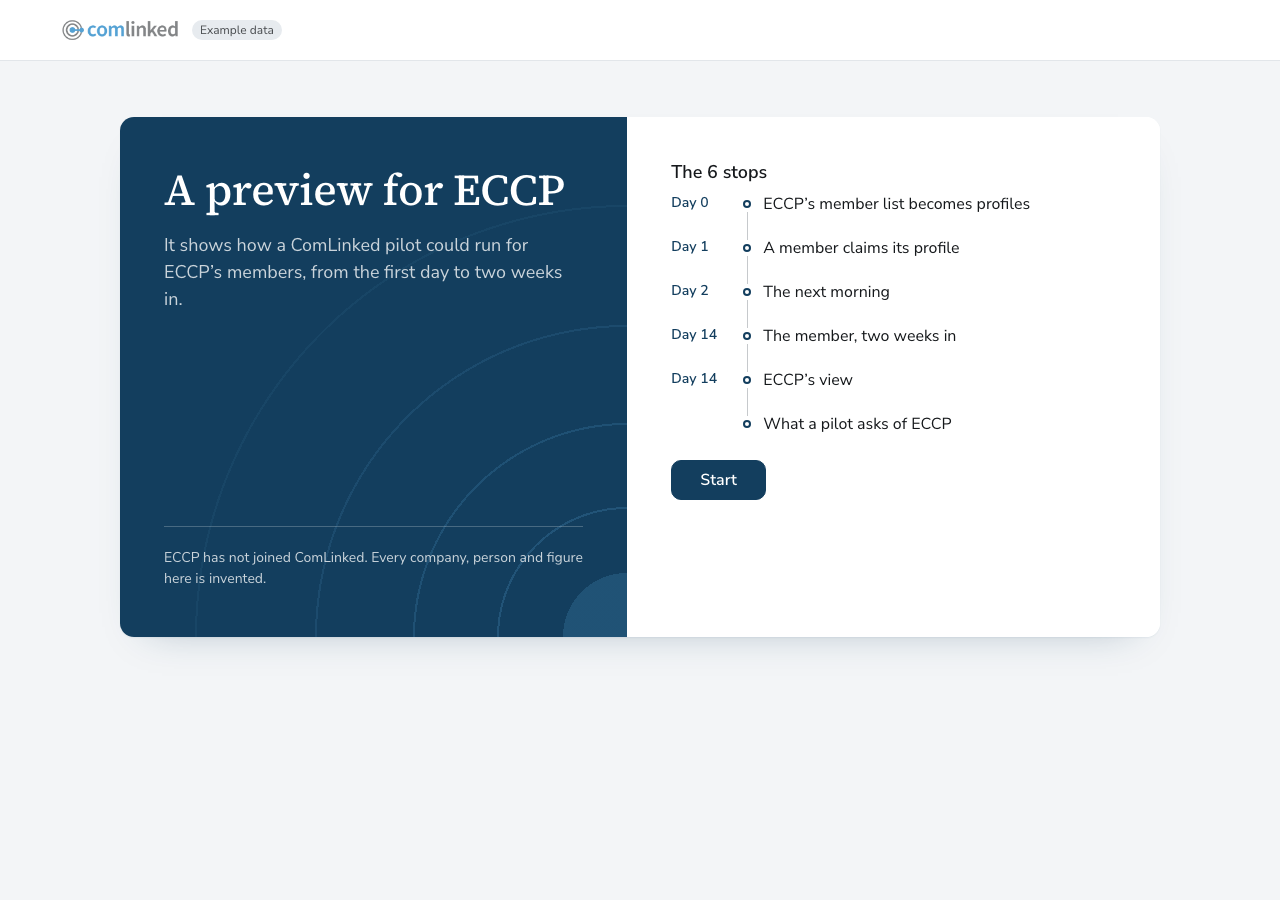 comlinked
Example data
A preview for ECCP
It shows how a ComLinked pilot could run for
ECCP’s members, from the first day to two weeks
in.
ECCP has not joined ComLinked. Every company, person and figure
here is invented.
The 6 stops
Day 0 ECCP’s member list becomes profiles
Day 1 A member claims its profile
Day 2 The next morning
Day 14 The member, two weeks in
Day 14 ECCP’s view
What a pilot asks of ECCP
Start